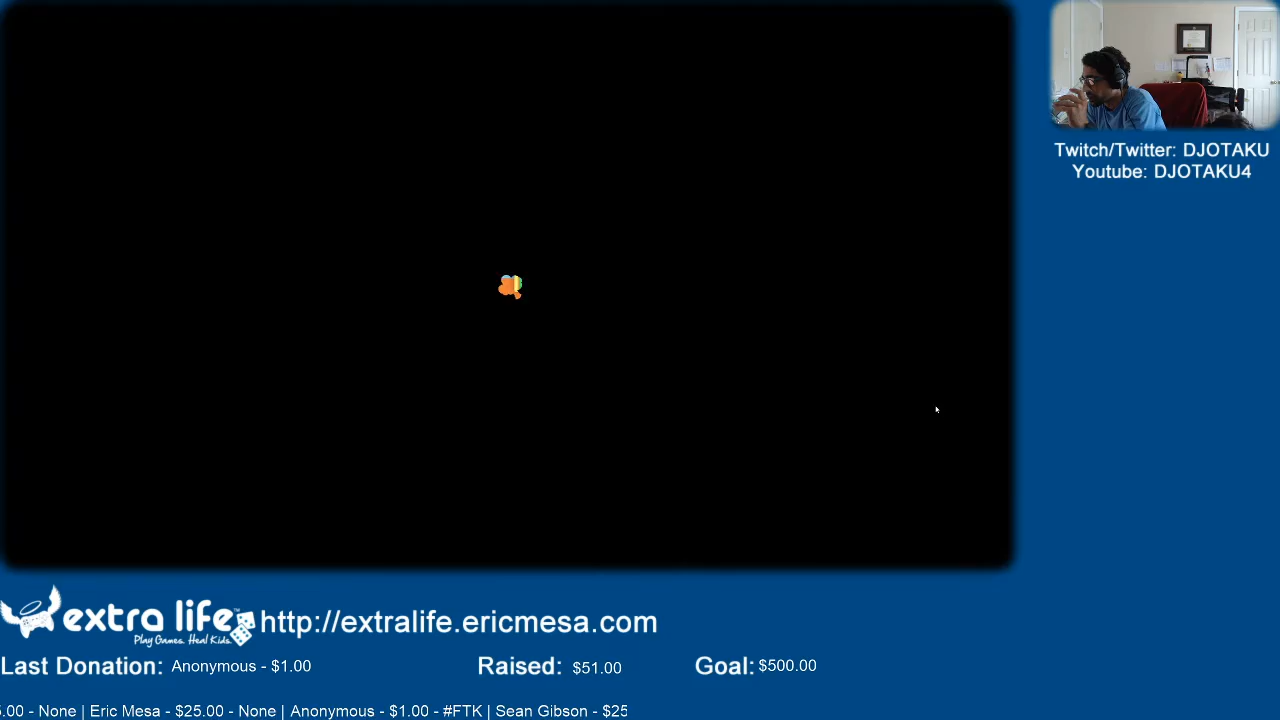 Twitch/Twitter: DJOTAKU
Youtube: DJOTAKU4
extra life
Play Games. Heal Kids.
http://extralife.ericmesa.com
Last Donation: Anonymous - $1.00
Raised: $51.00
Goal: $500.00
5.00 - None | Eric Mesa - $25.00 - None | Anonymous - $1.00 - #FTK | Sean Gibson - $25